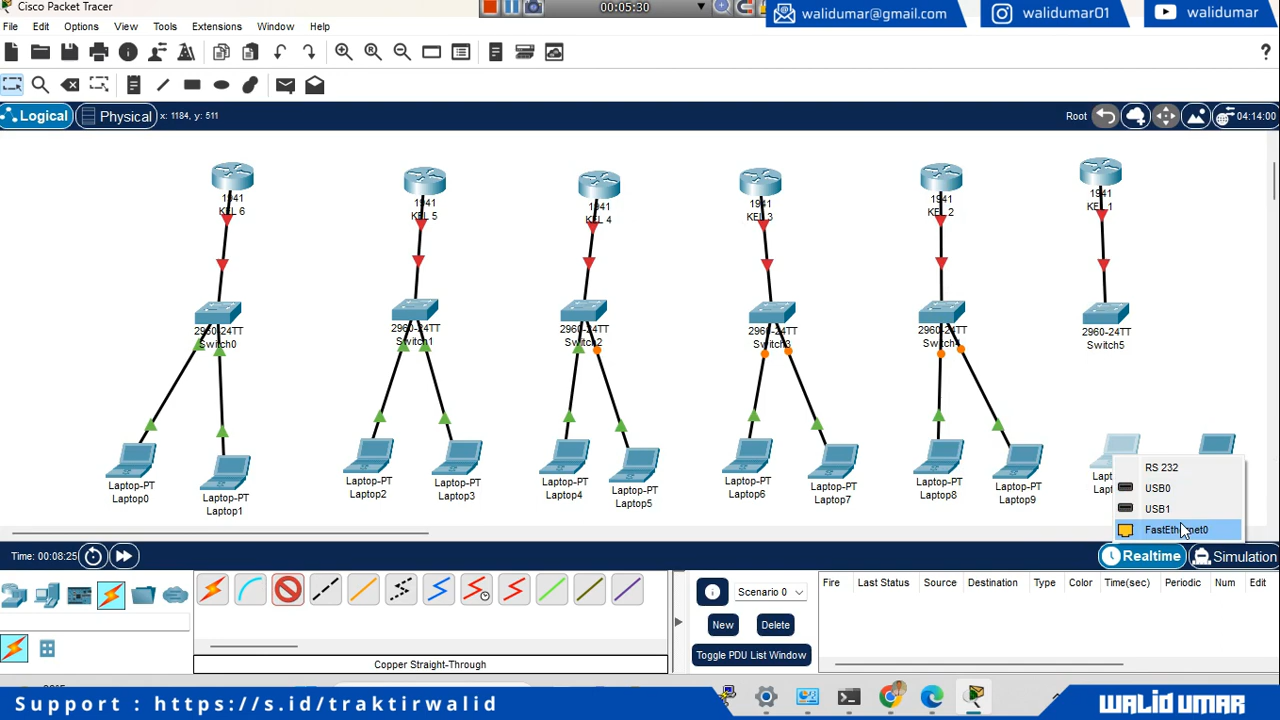 Cisco Packet Tracer
00:05:30
walidumar@gmail.com
walidumar01
walidumar
File Edit Options View Tools Extensions Window Help
?
Logical
Physical
x: 1184, y: 511
Root
04:14:00
1941
KEL 6
1941
KEL 5
1941
KEL 4
1941
KEL 3
1941
KEL 2
1941
KEL 1
2960-24TT
Switch0
2960-24TT
Switch1
2960-24TT
Switch2
2960-24TT
Switch3
2960-24TT
Switch4
2960-24TT
Switch5
Laptop-PT
Laptop0
Laptop-PT
Laptop1
Laptop-PT
Laptop2
Laptop-PT
Laptop3
Laptop-PT
Laptop4
Laptop-PT
Laptop5
Laptop-PT
Laptop6
Laptop-PT
Laptop7
Laptop-PT
Laptop8
Laptop-PT
Laptop9
RS 232
USB0
USB1
FastEthernet0
Time: 00:08:25
Realtime
Simulation
Scenario 0
New
Delete
Toggle PDU List Window
Fire Last Status Source Destination Type Color Time(sec) Periodic Num Edit
Copper Straight-Through
Support : https://s.id/traktirwalid
WALID UMAR